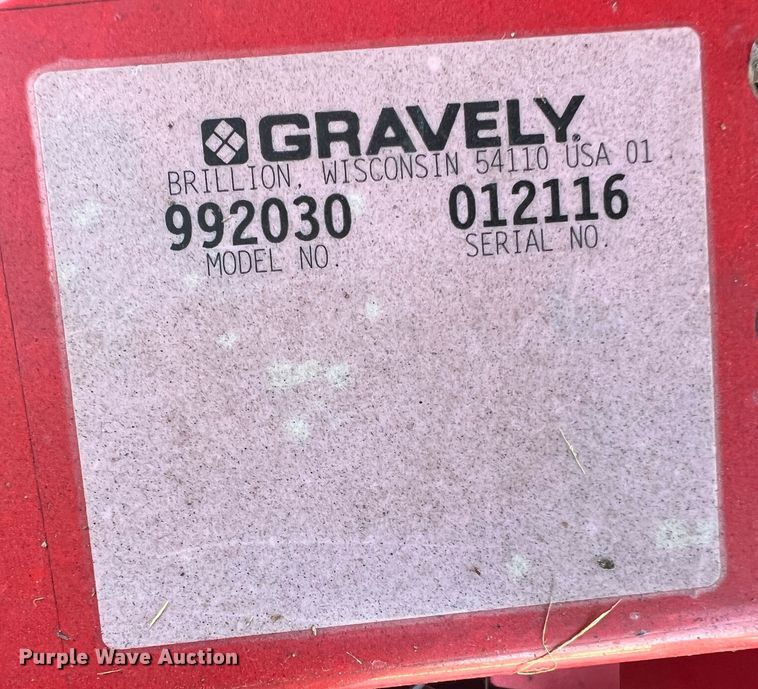 GRAVELY®
BRILLION, WISCONSIN 54110 USA 01
992030 012116
MODEL NO. SERIAL NO.
Purple Wave Auction